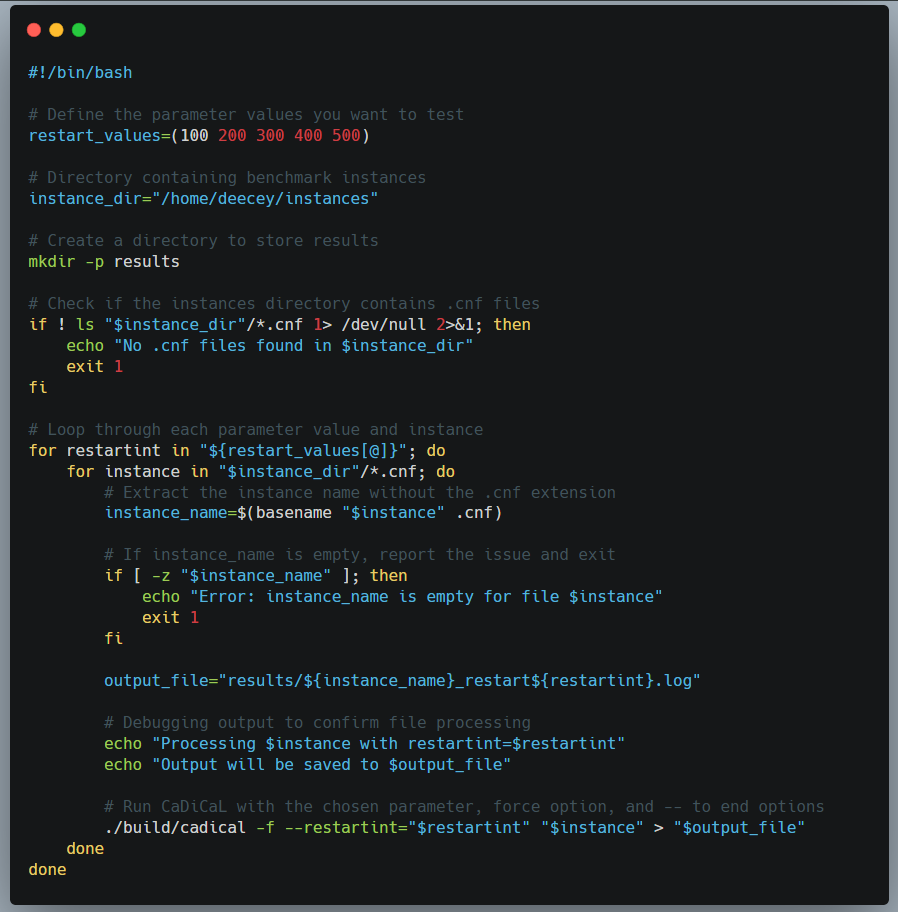 #!/bin/bash

# Define the parameter values you want to test
restart_values=(100 200 300 400 500)

# Directory containing benchmark instances
instance_dir="/home/deecey/instances"

# Create a directory to store results
mkdir -p results

# Check if the instances directory contains .cnf files
if ! ls "$instance_dir"/*.cnf 1> /dev/null 2>&1; then
    echo "No .cnf files found in $instance_dir"
    exit 1
fi

# Loop through each parameter value and instance
for restartint in "${restart_values[@]}"; do
    for instance in "$instance_dir"/*.cnf; do
        # Extract the instance name without the .cnf extension
        instance_name=$(basename "$instance" .cnf)

        # If instance_name is empty, report the issue and exit
        if [ -z "$instance_name" ]; then
            echo "Error: instance_name is empty for file $instance"
            exit 1
        fi

        output_file="results/${instance_name}_restart${restartint}.log"

        # Debugging output to confirm file processing
        echo "Processing $instance with restartint=$restartint"
        echo "Output will be saved to $output_file"

        # Run CaDiCaL with the chosen parameter, force option, and -- to end options
        ./build/cadical -f --restartint="$restartint" "$instance" > "$output_file"
    done
done